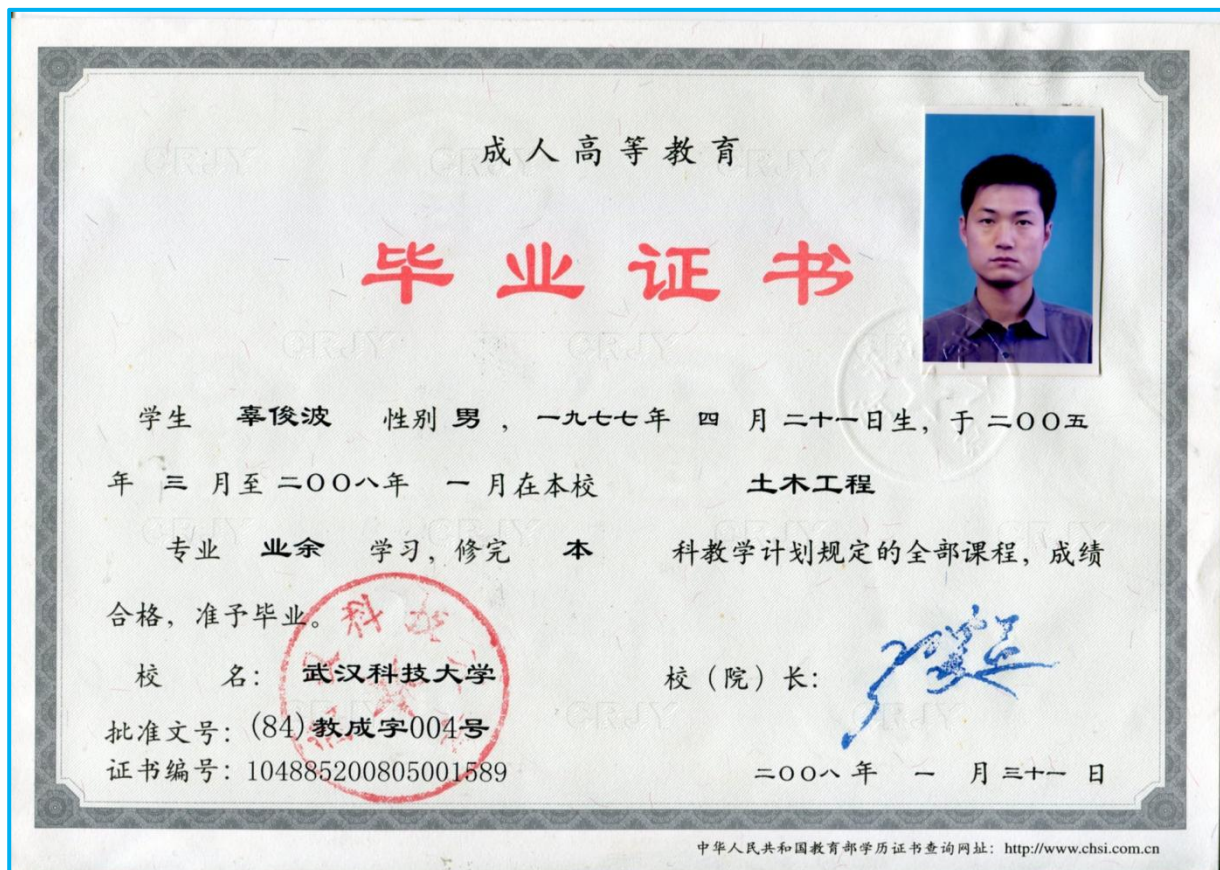 成人高等教育
毕业证书
学生 辜俊波 性别 男 ，一九七七年 四 月 二十一日生，于 二〇〇五
年 三 月至 二〇〇八年 一 月在本校 土木工程
专业 业余 学习，修完 本 科教学计划规定的全部课程，成绩
合格，准予毕业。
校 名：武汉科技大学 校（院）长：
批准文号：(84)教成字004号
证书编号：104885200805001589 二〇〇八 年 一 月 三十一 日
中华人民共和国教育部学历证书查询网址：http://www.chsi.com.cn